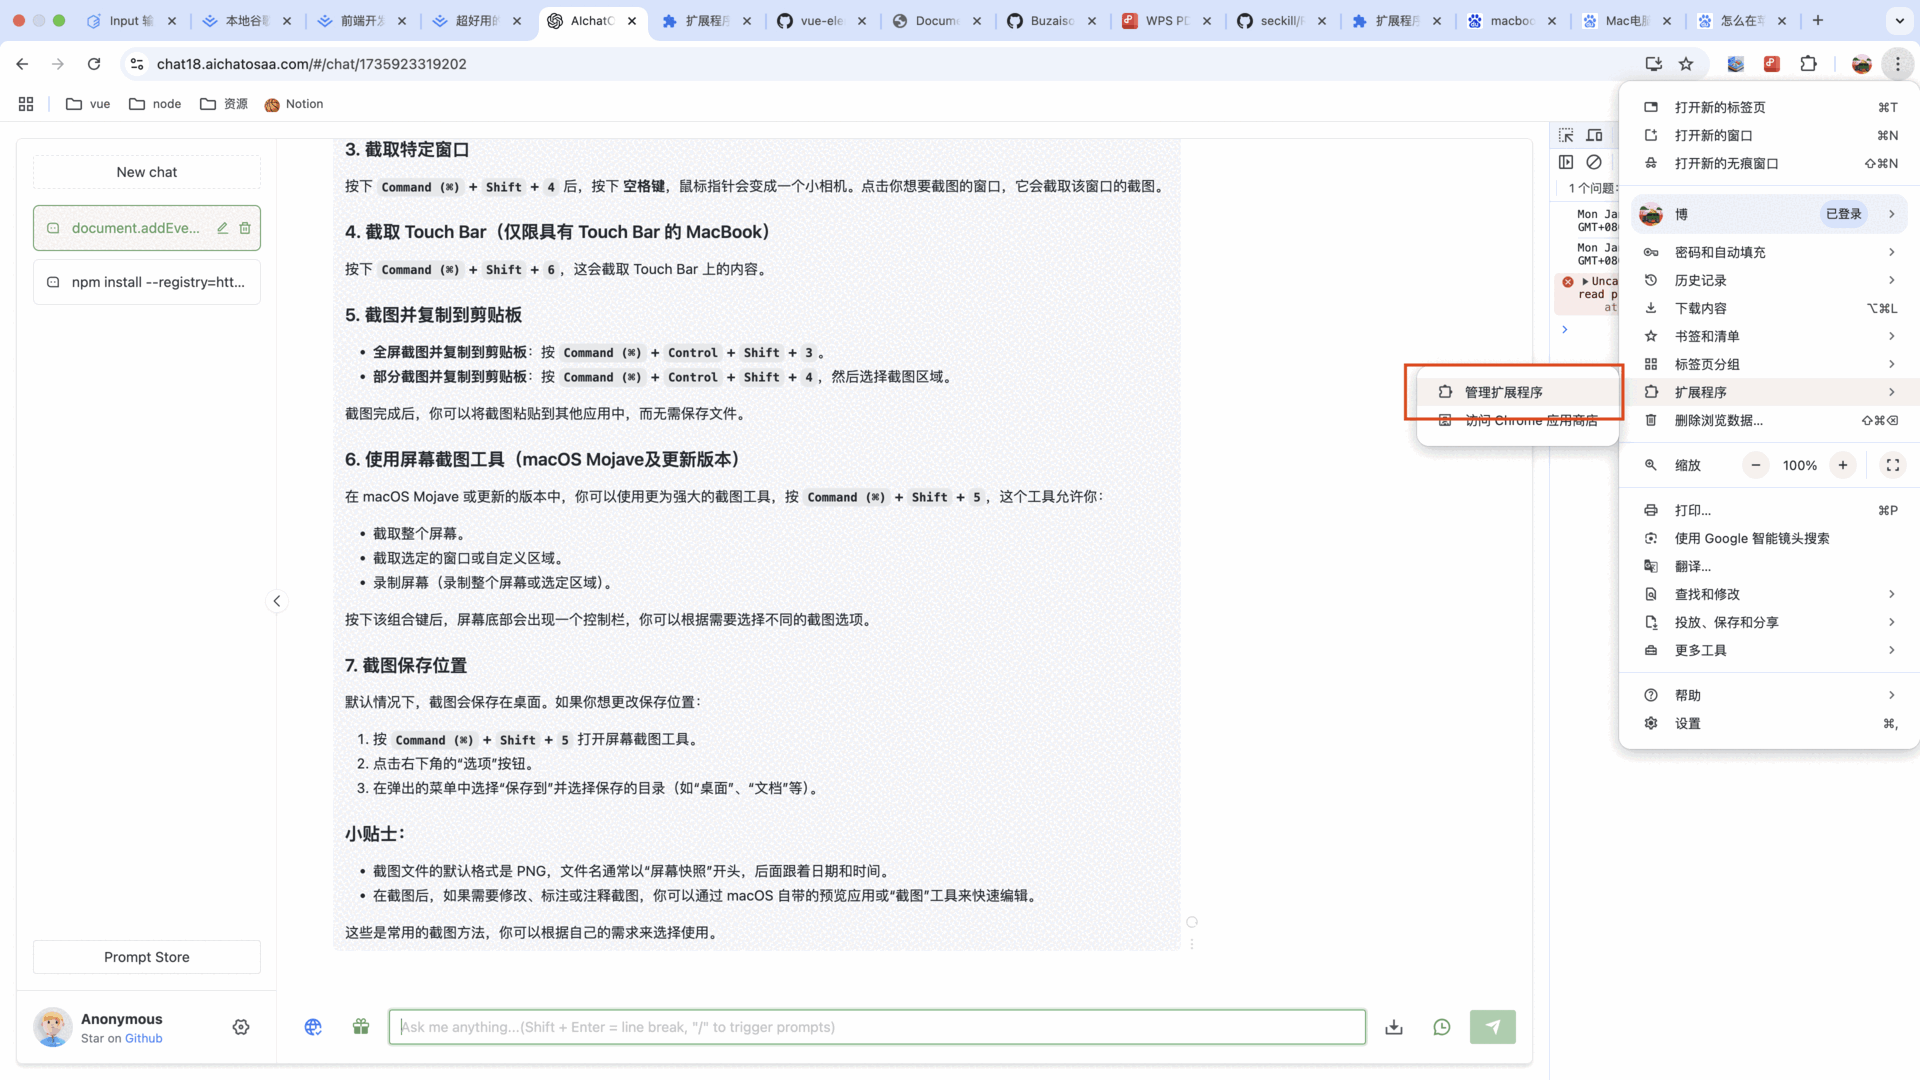 Input 输
本地谷歌
前端开发
超好用的
AIchatO
扩展程序
vue-ele
Docume
Buzaiso
WPS PD
seckill/F
扩展程序
macboo
Mac电脑
怎么在苹
chat18.aichatosaa.com/#/chat/1735923319202
vue
node
资源
Notion
New chat
document.addEve...
npm install --registry=htt...
Prompt Store
Anonymous
Star on Github
3. 截取特定窗口
按下 Command (⌘) + Shift + 4 后，按下 空格键，鼠标指针会变成一个小相机。点击你想要截图的窗口，它会截取该窗口的截图。
4. 截取 Touch Bar（仅限具有 Touch Bar 的 MacBook）
按下 Command (⌘) + Shift + 6 ，这会截取 Touch Bar 上的内容。
5. 截图并复制到剪贴板
• 全屏截图并复制到剪贴板：按 Command (⌘) + Control + Shift + 3 。
• 部分截图并复制到剪贴板：按 Command (⌘) + Control + Shift + 4 ，然后选择截图区域。
截图完成后，你可以将截图粘贴到其他应用中，而无需保存文件。
6. 使用屏幕截图工具（macOS Mojave及更新版本）
在 macOS Mojave 或更新的版本中，你可以使用更为强大的截图工具，按 Command (⌘) + Shift + 5 ，这个工具允许你：
• 截取整个屏幕。
• 截取选定的窗口或自定义区域。
• 录制屏幕（录制整个屏幕或选定区域）。
按下该组合键后，屏幕底部会出现一个控制栏，你可以根据需要选择不同的截图选项。
7. 截图保存位置
默认情况下，截图会保存在桌面。如果你想更改保存位置：
1. 按 Command (⌘) + Shift + 5 打开屏幕截图工具。
2. 点击右下角的“选项”按钮。
3. 在弹出的菜单中选择“保存到”并选择保存的目录（如“桌面”、“文档”等）。
小贴士：
• 截图文件的默认格式是 PNG，文件名通常以“屏幕快照”开头，后面跟着日期和时间。
• 在截图后，如果需要修改、标注或注释截图，你可以通过 macOS 自带的预览应用或“截图”工具来快速编辑。
这些是常用的截图方法，你可以根据自己的需求来选择使用。
Ask me anything...(Shift + Enter = line break, "/" to trigger prompts)
1 个问题：
Mon Jan
GMT+080
Mon Jan
GMT+080
Unca
read p
at
管理扩展程序
访问 Chrome 应用商店
打开新的标签页 ⌘T
打开新的窗口 ⌘N
打开新的无痕窗口 ⇧⌘N
博 已登录
密码和自动填充
历史记录
下载内容 ⌥⌘L
书签和清单
标签页分组
扩展程序
删除浏览数据... ⇧⌘⌫
缩放 − 100% +
打印... ⌘P
使用 Google 智能镜头搜索
翻译...
查找和修改
投放、保存和分享
更多工具
帮助
设置 ⌘,